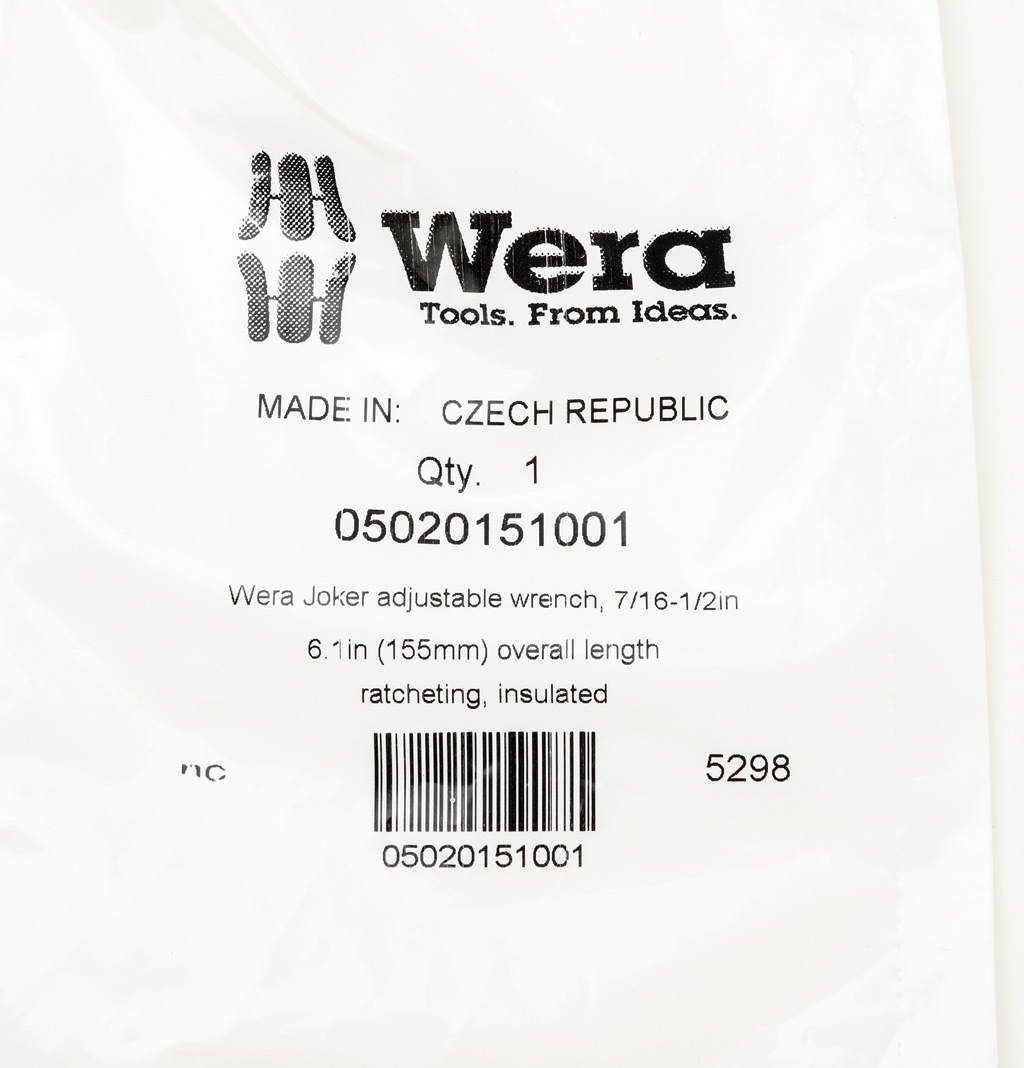 Wera
Tools. From Ideas.
MADE IN: CZECH REPUBLIC
Qty. 1
05020151001
Wera Joker adjustable wrench, 7/16-1/2in
6.1in (155mm) overall length
ratcheting, insulated
5298
05020151001